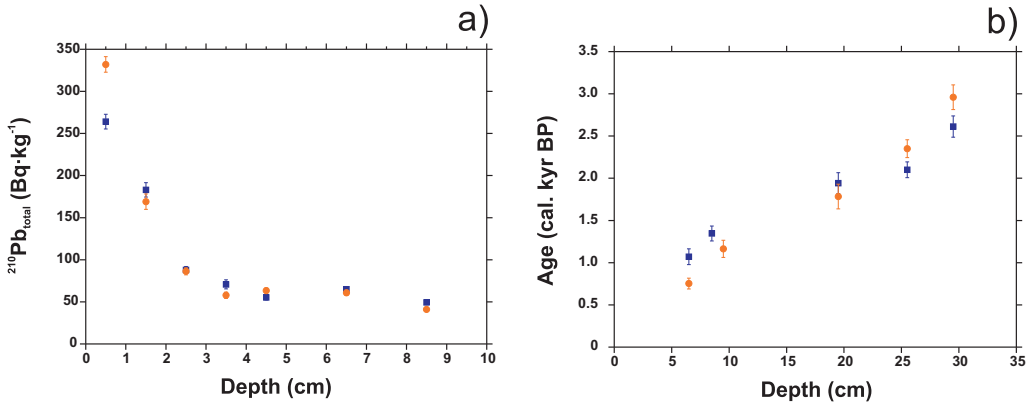 a)
350
300
250
200
150
100
50
0
0 1 2 3 4 5 6 7 8 9 10
Depth (cm)
²¹⁰Pb_total (Bq·kg⁻¹)
b)
3.5
3.0
2.5
2.0
1.5
1.0
0.5
0
0 5 10 15 20 25 30 35
Depth (cm)
Age (cal. kyr BP)